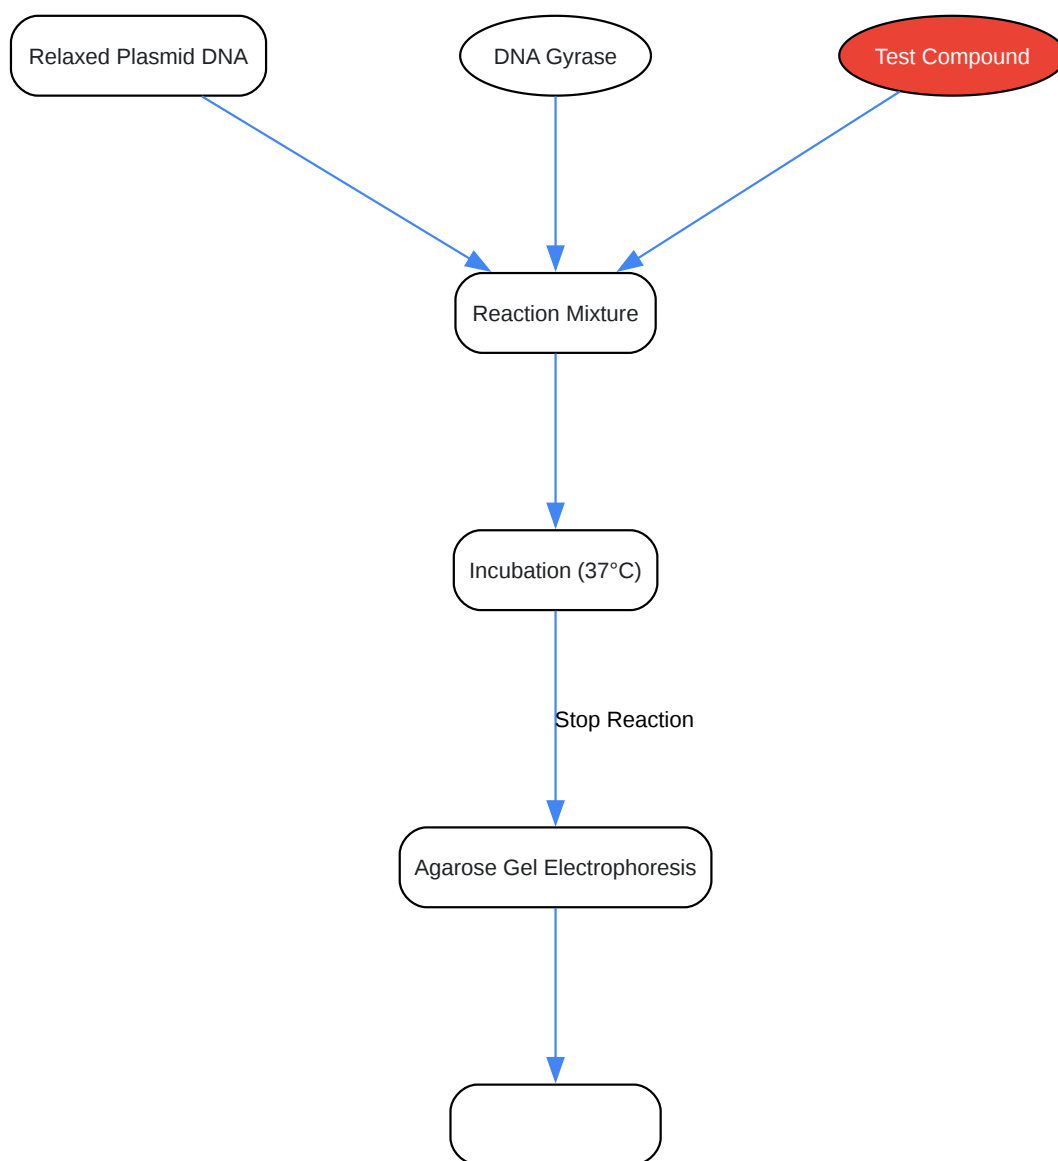 Relaxed Plasmid DNA
DNA Gyrase
Test Compound
Reaction Mixture
Incubation (37°C)
Stop Reaction
Agarose Gel Electrophoresis